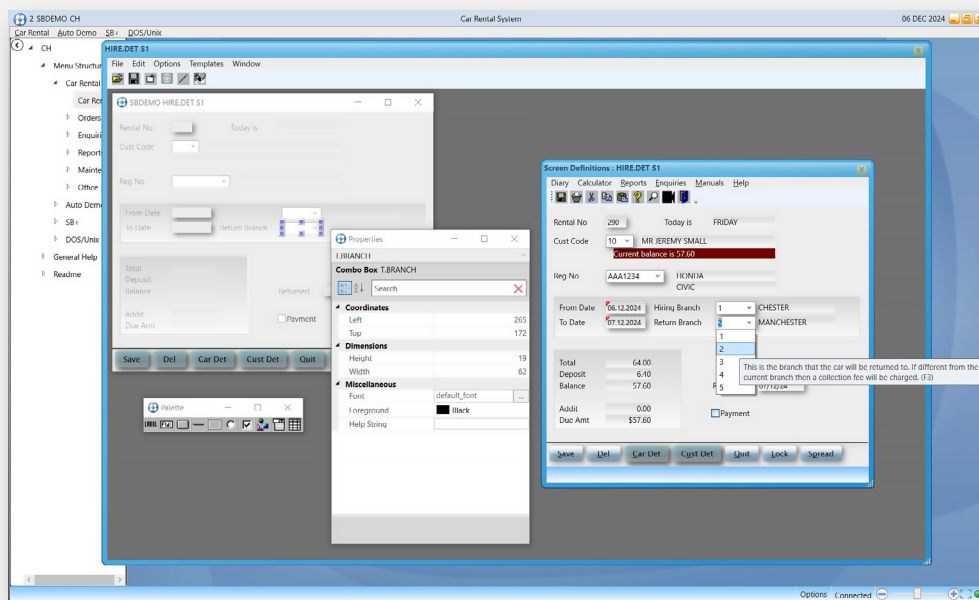 2 SBDEMO CH
Car Rental System
06 DEC 2024
Car Rental Auto Demo SB+ DOS/Unix
CH
Menu Structur
Car Rental
Car Ren
Orders
Enquiri
Report
Mainte
Office
Auto Dem
SB+
DOS/Unix
General Help
Readme
HIRE.DET S1
File Edit Options Templates Window
SBDEMO HIRE.DET S1
Rental No Today is
Cust Code
Reg No
From Date
To Date Return Branch
Total
Deposit
Balance Returned
Addit
Due Amt Payment
Save Del Car Det Cust Det Quit
Palette
LABEL
Properties
T.BRANCH
Combo Box T.BRANCH
Search
Coordinates
Left 265
Top 172
Dimensions
Height 19
Width 62
Miscellaneous
Font default_font ...
Foreground Black
Help String
Screen Definitions : HIRE.DET S1
Diary Calculator Reports Enquiries Manuals Help
Rental No 290 Today is FRIDAY
Cust Code 10 MR JEREMY SMALL
Current balance is 57.60
Reg No AAA1234 HONDA
CIVIC
From Date 06.12.2024 Hiring Branch 1 CHESTER
To Date 07.12.2024 Return Branch 2 MANCHESTER
1
2
3
4
5
This is the branch that the car will be returned to. If different from the
current branch then a collection fee will be charged. (F3)
Total 64.00
Deposit 6.40
Balance 57.60 07/12/24
Addit 0.00
Due Amt $57.60 Payment
Save Del Car Det Cust Det Quit Lock Spread
Options Connected